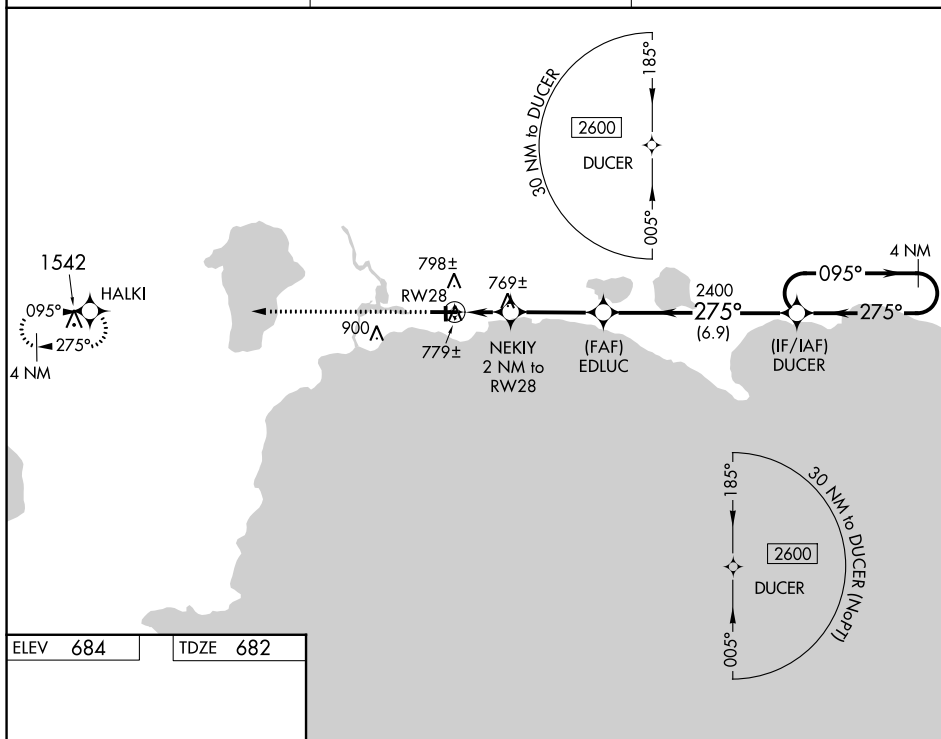 30 NM to DUCER
185°
2600
DUCER
005°
1542
HALKI
095°
275°
4 NM
798±
RW28
769±
900
779±
NEKIY
2 NM to
RW28
(FAF)
EDLUC
2400
275°
(6.9)
(IF/IAF)
DUCER
095°
4 NM
275°
185°
30 NM to DUCER (NoPT)
2600
DUCER
005°
ELEV 684
TDZE 682